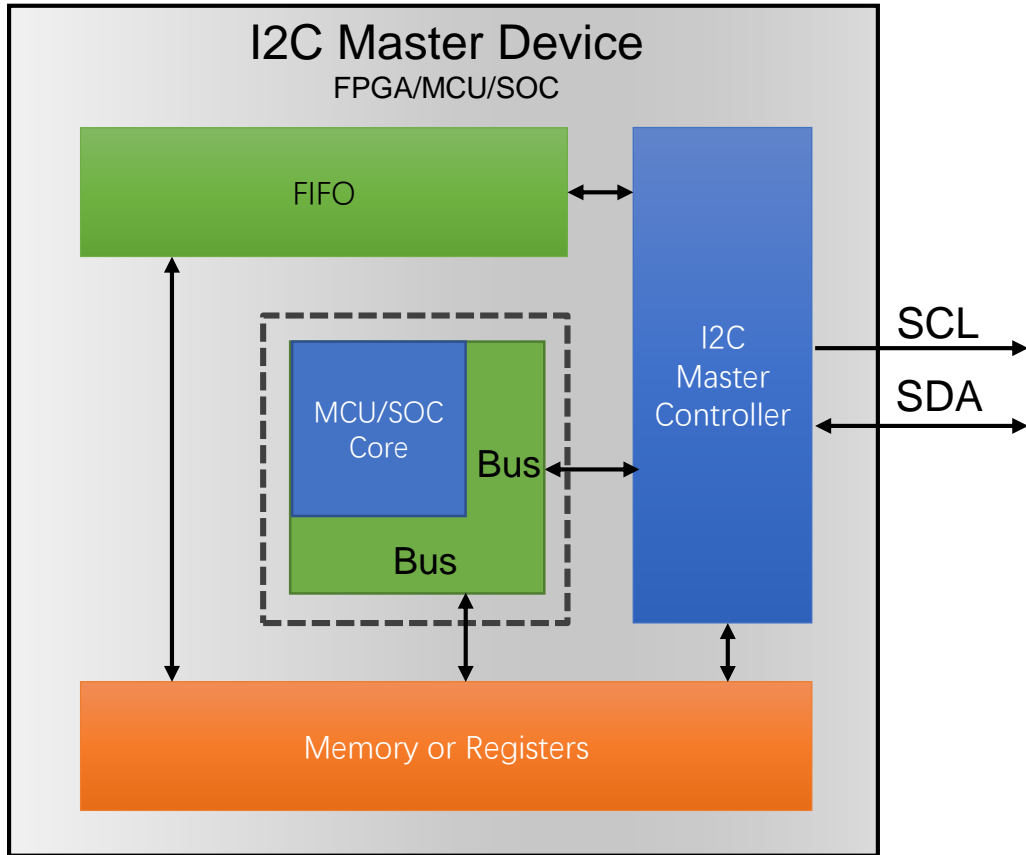 I2C Master Device
FPGA/MCU/SOC
FIFO
I2C
Master
Controller
SCL
SDA
MCU/SOC
Core
Bus
Bus
Memory or Registers